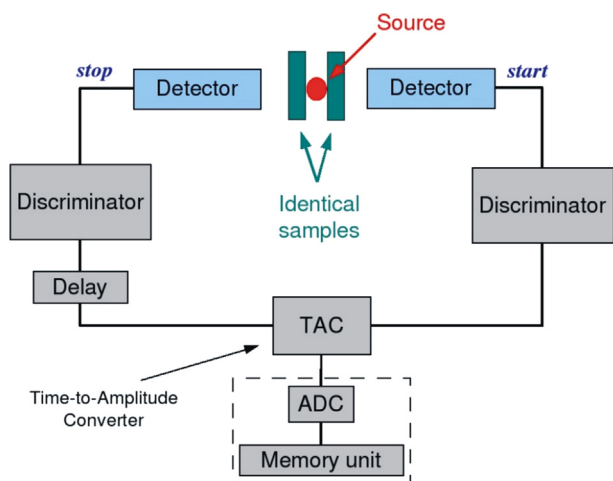 Source
stop
start
Detector
Detector
Identical
samples
Discriminator
Discriminator
Delay
TAC
Time-to-Amplitude
Converter
ADC
Memory unit